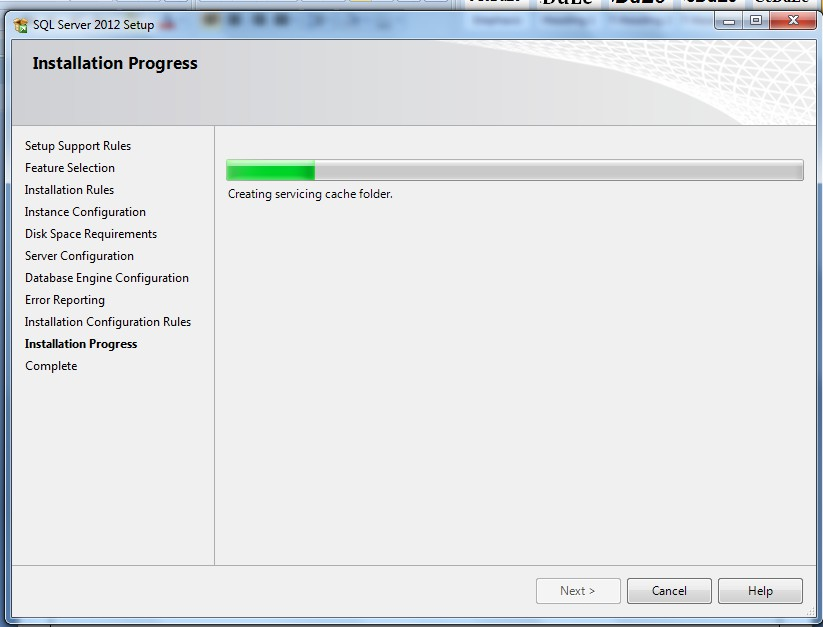 SQL Server 2012 Setup
Installation Progress
Setup Support Rules
Feature Selection
Installation Rules
Instance Configuration
Disk Space Requirements
Server Configuration
Database Engine Configuration
Error Reporting
Installation Configuration Rules
Installation Progress
Complete
Creating servicing cache folder.
Next >
Cancel
Help